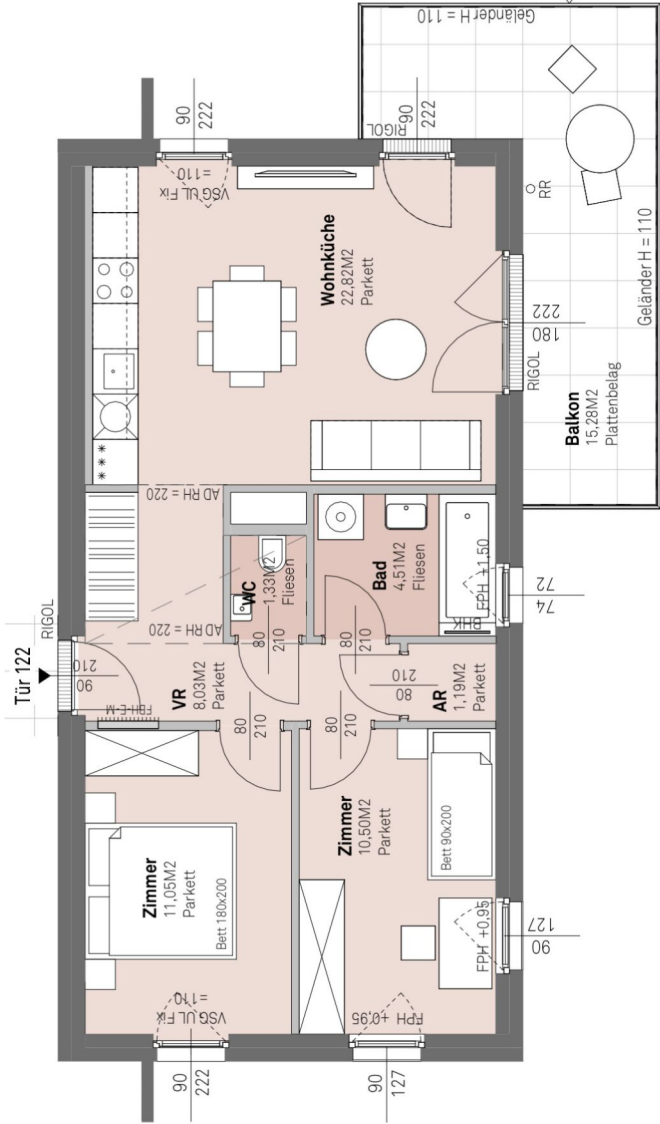 Geländer H = 110
90
222
VSG UL Fix
=110
RIGOL
90
222
RR
Wohnküche
22,82M2
Parkett
222
180
RIGOL
Geländer H = 110
Balkon
15,28M2
Plattenbelag
***
AD RH = 220
RIGOL
Tür 122
210
90
AD RH = 220
FBH-E-M
VR
8,03M2
Parkett
WC
1,33M2
Fliesen
80
210
Bad
4,51M2
Fliesen
80
210
FPH +1,50
BHK
72
74
AR
1,19M2
Parkett
210
80
80
210
80
210
Zimmer
11,05M2
Parkett
Bett 180x200
VSG UL Fix
=110
90
222
Zimmer
10,50M2
Parkett
Bett 90x200
FPH +0,95
127
90
FPH +0,95
90
127